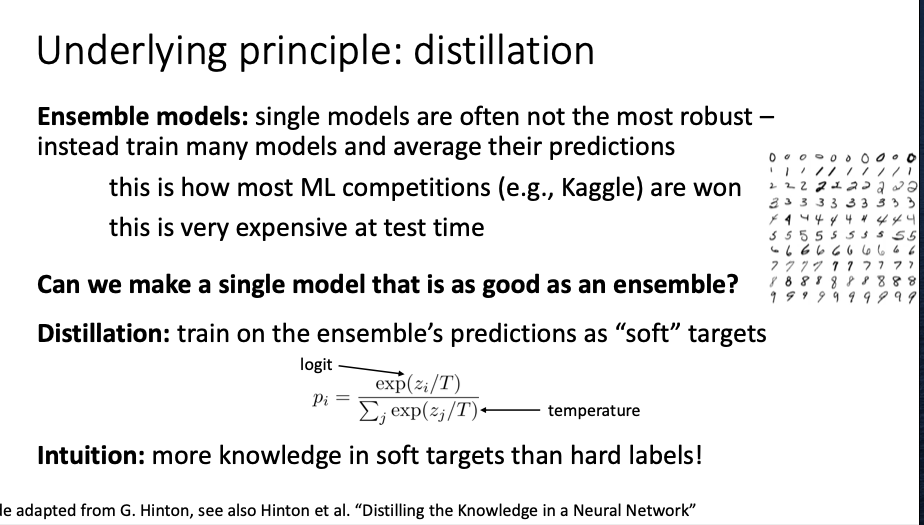 Underlying principle: distillation
Ensemble models: single models are often not the most robust –
instead train many models and average their predictions
this is how most ML competitions (e.g., Kaggle) are won
this is very expensive at test time
0 0 0 0 0 0 0 0 0 0
1 1 1 1 1 1 1 1 1 1
2 2 2 2 2 2 2 2 2 2
3 3 3 3 3 3 3 3 3 3
4 4 4 4 4 4 4 4 4 4
5 5 5 5 5 5 5 5 5 5
6 6 6 6 6 6 6 6 6 6
7 7 7 7 7 7 7 7 7 7
8 8 8 8 8 8 8 8 8 8
9 9 9 9 9 9 9 9 9 9
Can we make a single model that is as good as an ensemble?
Distillation: train on the ensemble’s predictions as “soft” targets
logit
p_i = exp(z_i/T) / ∑_j exp(z_j/T)
temperature
Intuition: more knowledge in soft targets than hard labels!
le adapted from G. Hinton, see also Hinton et al. “Distilling the Knowledge in a Neural Network”